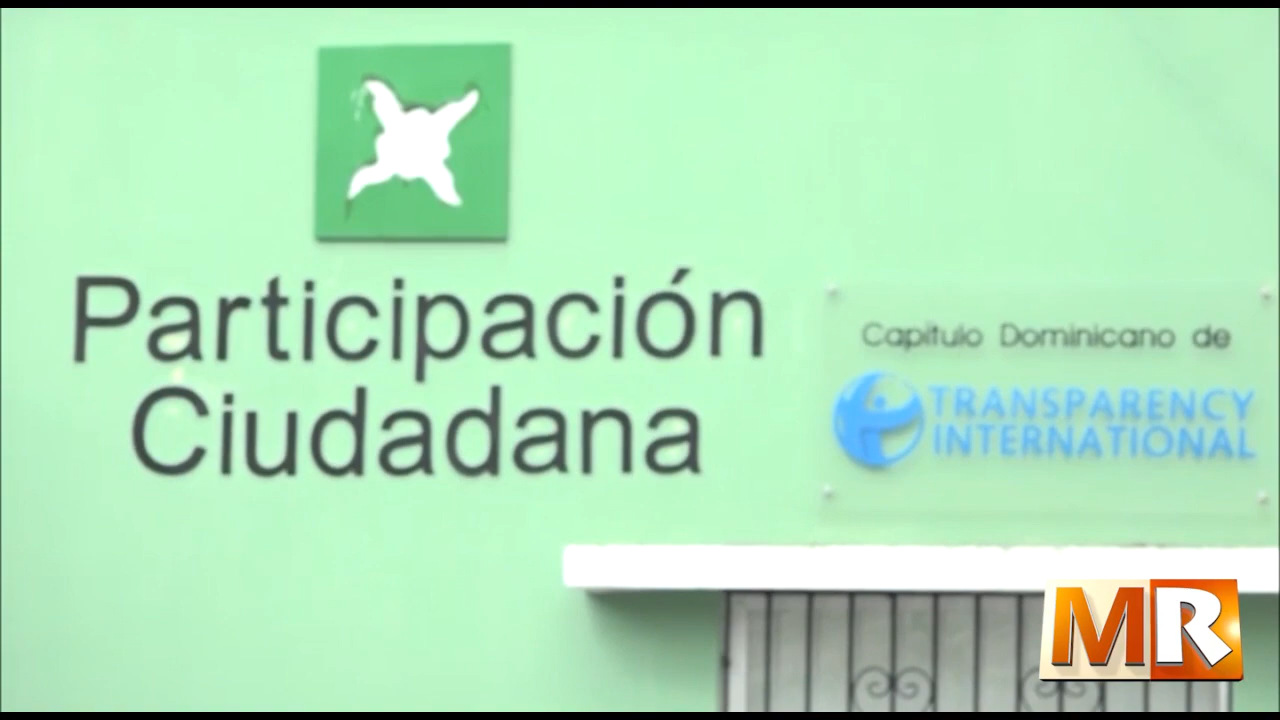 Participación
Ciudadana
Capitulo Dominicano de
TRANSPARENCY
INTERNATIONAL
MR